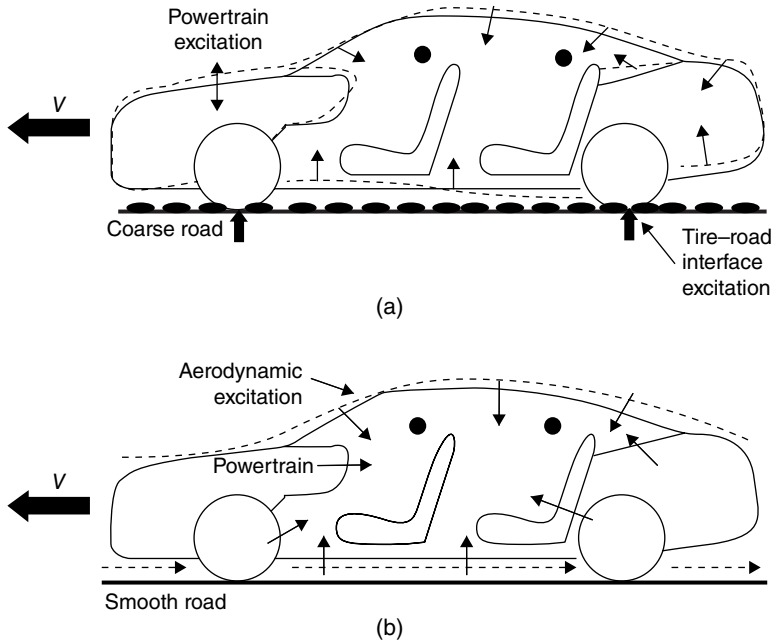 Powertrain
excitation
V
Coarse road
Tire–road
interface
excitation
(a)
Aerodynamic
excitation
Powertrain
V
Smooth road
(b)